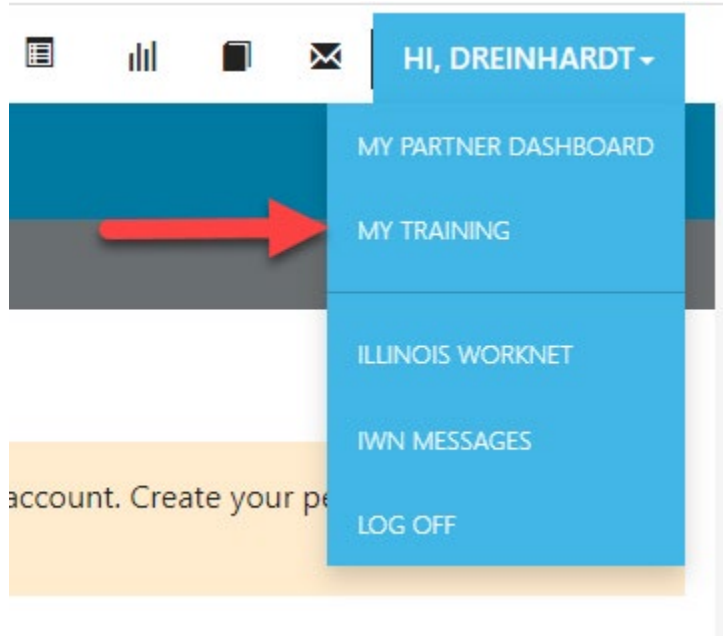 HI, DREINHARDT
MY PARTNER DASHBOARD
MY TRAINING
ILLINOIS WORKNET
IWN MESSAGES
account. Create your pe
LOG OFF